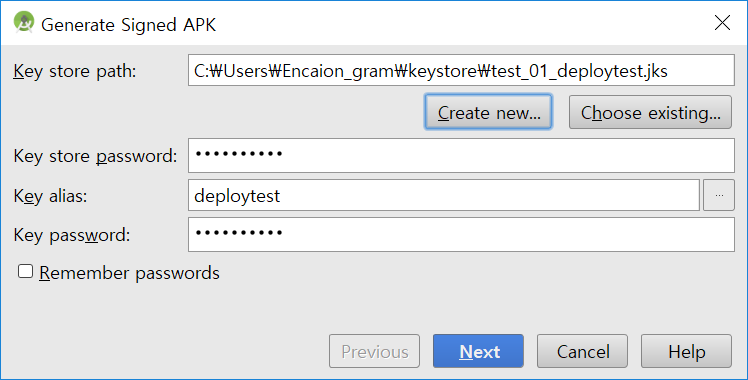 Generate Signed APK
Key store path: C:₩Users₩Encaion_gram₩keystore₩test_01_deploytest.jks
Create new... Choose existing...
Key store password: ••••••••••
Key alias: deploytest ...
Key password: ••••••••••
Remember passwords
Previous Next Cancel Help